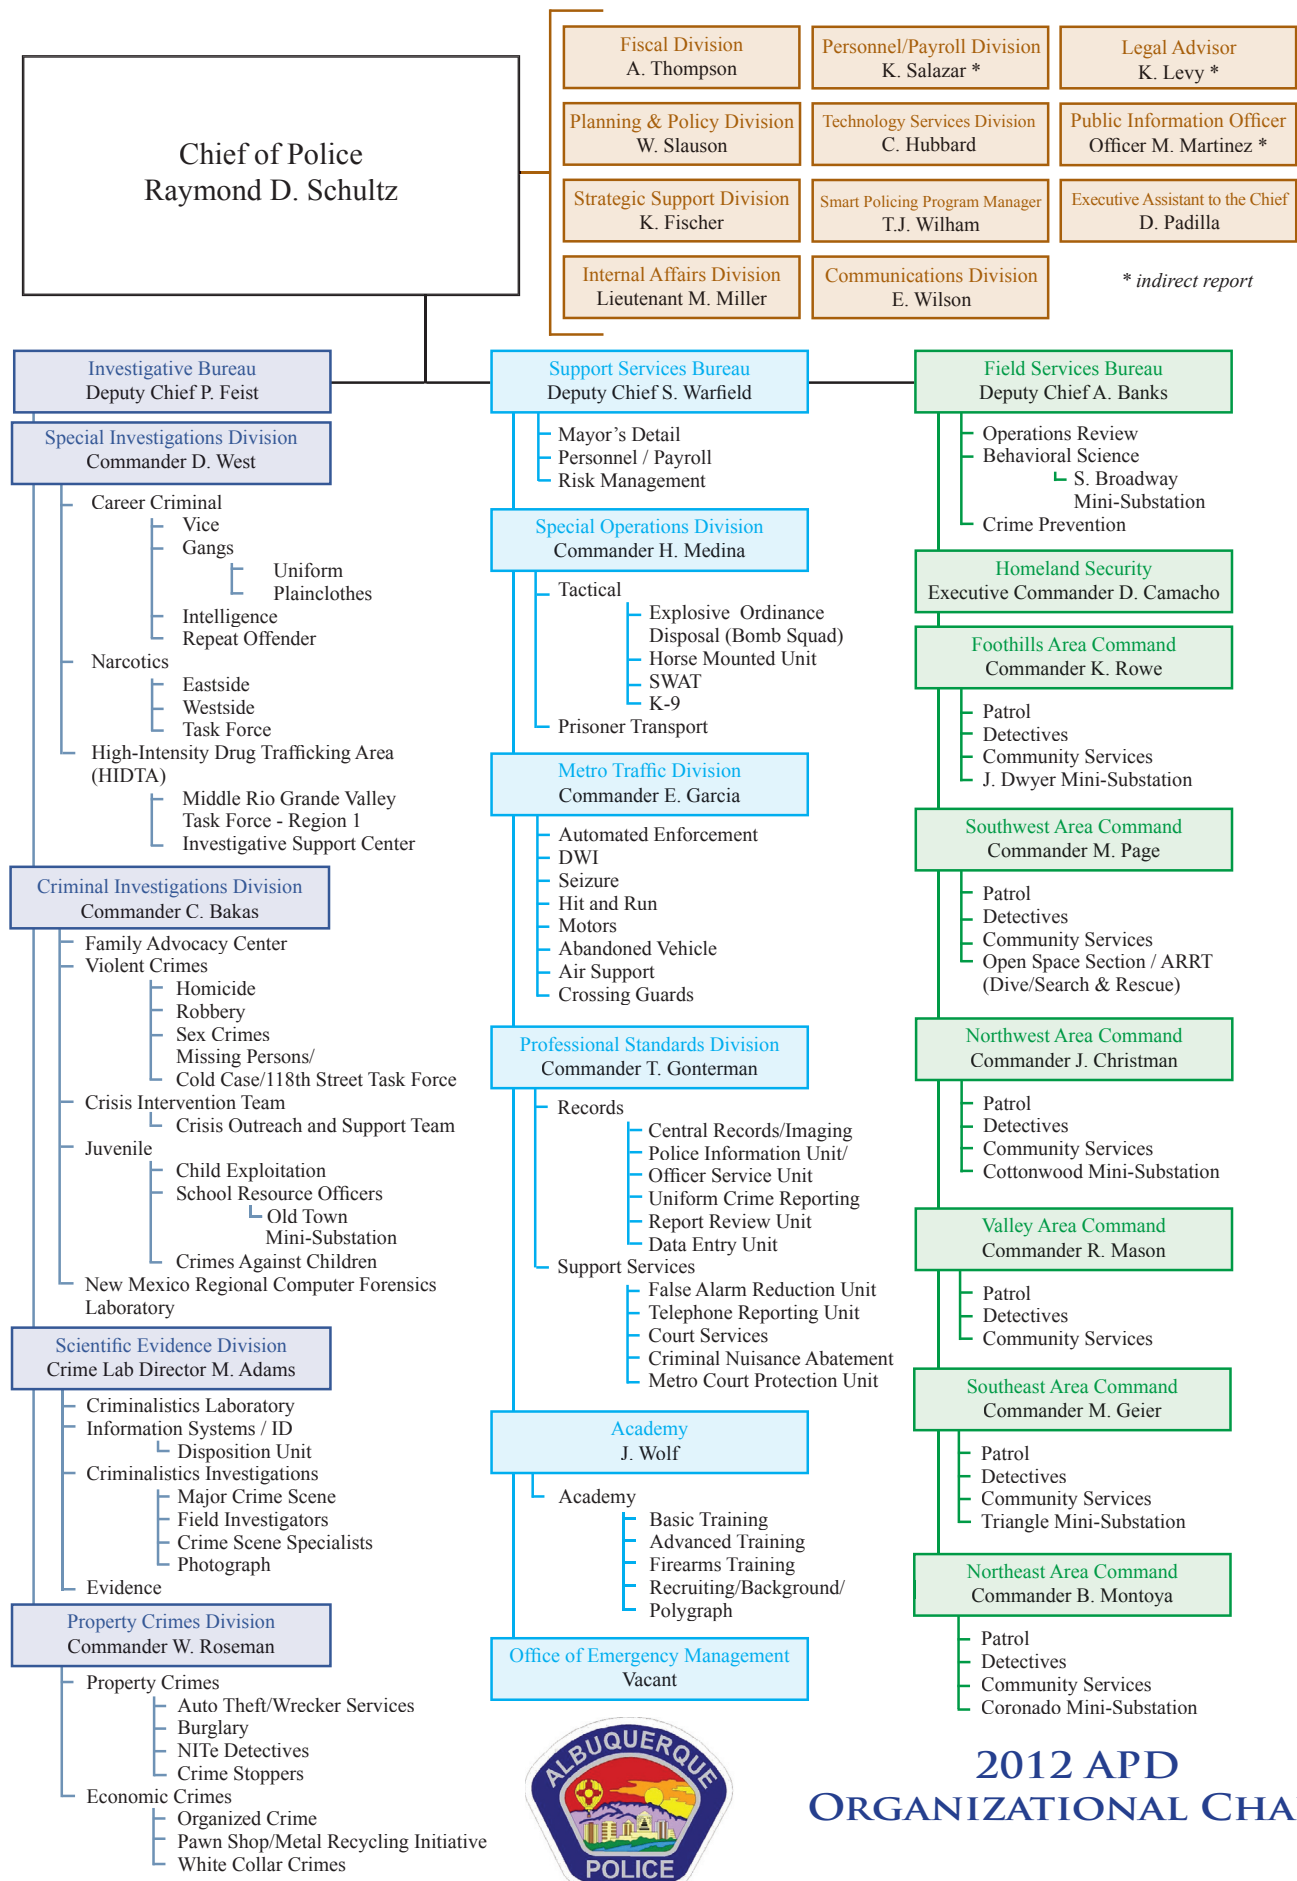 Chief of Police
Raymond D. Schultz
Fiscal Division
A. Thompson
Personnel/Payroll Division
K. Salazar *
Legal Advisor
K. Levy *
Planning & Policy Division
W. Slauson
Technology Services Division
C. Hubbard
Public Information Officer
Officer M. Martinez *
Strategic Support Division
K. Fischer
Smart Policing Program Manager
T.J. Wilham
Executive Assistant to the Chief
D. Padilla
Internal Affairs Division
Lieutenant M. Miller
Communications Division
E. Wilson
* indirect report
Investigative Bureau
Deputy Chief P. Feist
Special Investigations Division
Commander D. West
Career Criminal
Vice
Gangs
Uniform
Plainclothes
Intelligence
Repeat Offender
Narcotics
Eastside
Westside
Task Force
High-Intensity Drug Trafficking Area
(HIDTA)
Middle Rio Grande Valley
Task Force - Region 1
Investigative Support Center
Criminal Investigations Division
Commander C. Bakas
Family Advocacy Center
Violent Crimes
Homicide
Robbery
Sex Crimes
Missing Persons/
Cold Case/118th Street Task Force
Crisis Intervention Team
Crisis Outreach and Support Team
Juvenile
Child Exploitation
School Resource Officers
Old Town
Mini-Substation
Crimes Against Children
New Mexico Regional Computer Forensics
Laboratory
Scientific Evidence Division
Crime Lab Director M. Adams
Criminalistics Laboratory
Information Systems / ID
Disposition Unit
Criminalistics Investigations
Major Crime Scene
Field Investigators
Crime Scene Specialists
Photograph
Evidence
Property Crimes Division
Commander W. Roseman
Property Crimes
Auto Theft/Wrecker Services
Burglary
NITe Detectives
Crime Stoppers
Economic Crimes
Organized Crime
Pawn Shop/Metal Recycling Initiative
White Collar Crimes
Support Services Bureau
Deputy Chief S. Warfield
Mayor's Detail
Personnel / Payroll
Risk Management
Special Operations Division
Commander H. Medina
Tactical
Explosive Ordinance
Disposal (Bomb Squad)
Horse Mounted Unit
SWAT
K-9
Prisoner Transport
Metro Traffic Division
Commander E. Garcia
Automated Enforcement
DWI
Seizure
Hit and Run
Motors
Abandoned Vehicle
Air Support
Crossing Guards
Professional Standards Division
Commander T. Gonterman
Records
Central Records/Imaging
Police Information Unit/
Officer Service Unit
Uniform Crime Reporting
Report Review Unit
Data Entry Unit
Support Services
False Alarm Reduction Unit
Telephone Reporting Unit
Court Services
Criminal Nuisance Abatement
Metro Court Protection Unit
Academy
J. Wolf
Academy
Basic Training
Advanced Training
Firearms Training
Recruiting/Background/
Polygraph
Office of Emergency Management
Vacant
ALBUQUERQUE
POLICE
Field Services Bureau
Deputy Chief A. Banks
Operations Review
Behavioral Science
S. Broadway
Mini-Substation
Crime Prevention
Homeland Security
Executive Commander D. Camacho
Foothills Area Command
Commander K. Rowe
Patrol
Detectives
Community Services
J. Dwyer Mini-Substation
Southwest Area Command
Commander M. Page
Patrol
Detectives
Community Services
Open Space Section / ARRT
(Dive/Search & Rescue)
Northwest Area Command
Commander J. Christman
Patrol
Detectives
Community Services
Cottonwood Mini-Substation
Valley Area Command
Commander R. Mason
Patrol
Detectives
Community Services
Southeast Area Command
Commander M. Geier
Patrol
Detectives
Community Services
Triangle Mini-Substation
Northeast Area Command
Commander B. Montoya
Patrol
Detectives
Community Services
Coronado Mini-Substation
2012 APD
ORGANIZATIONAL CHA